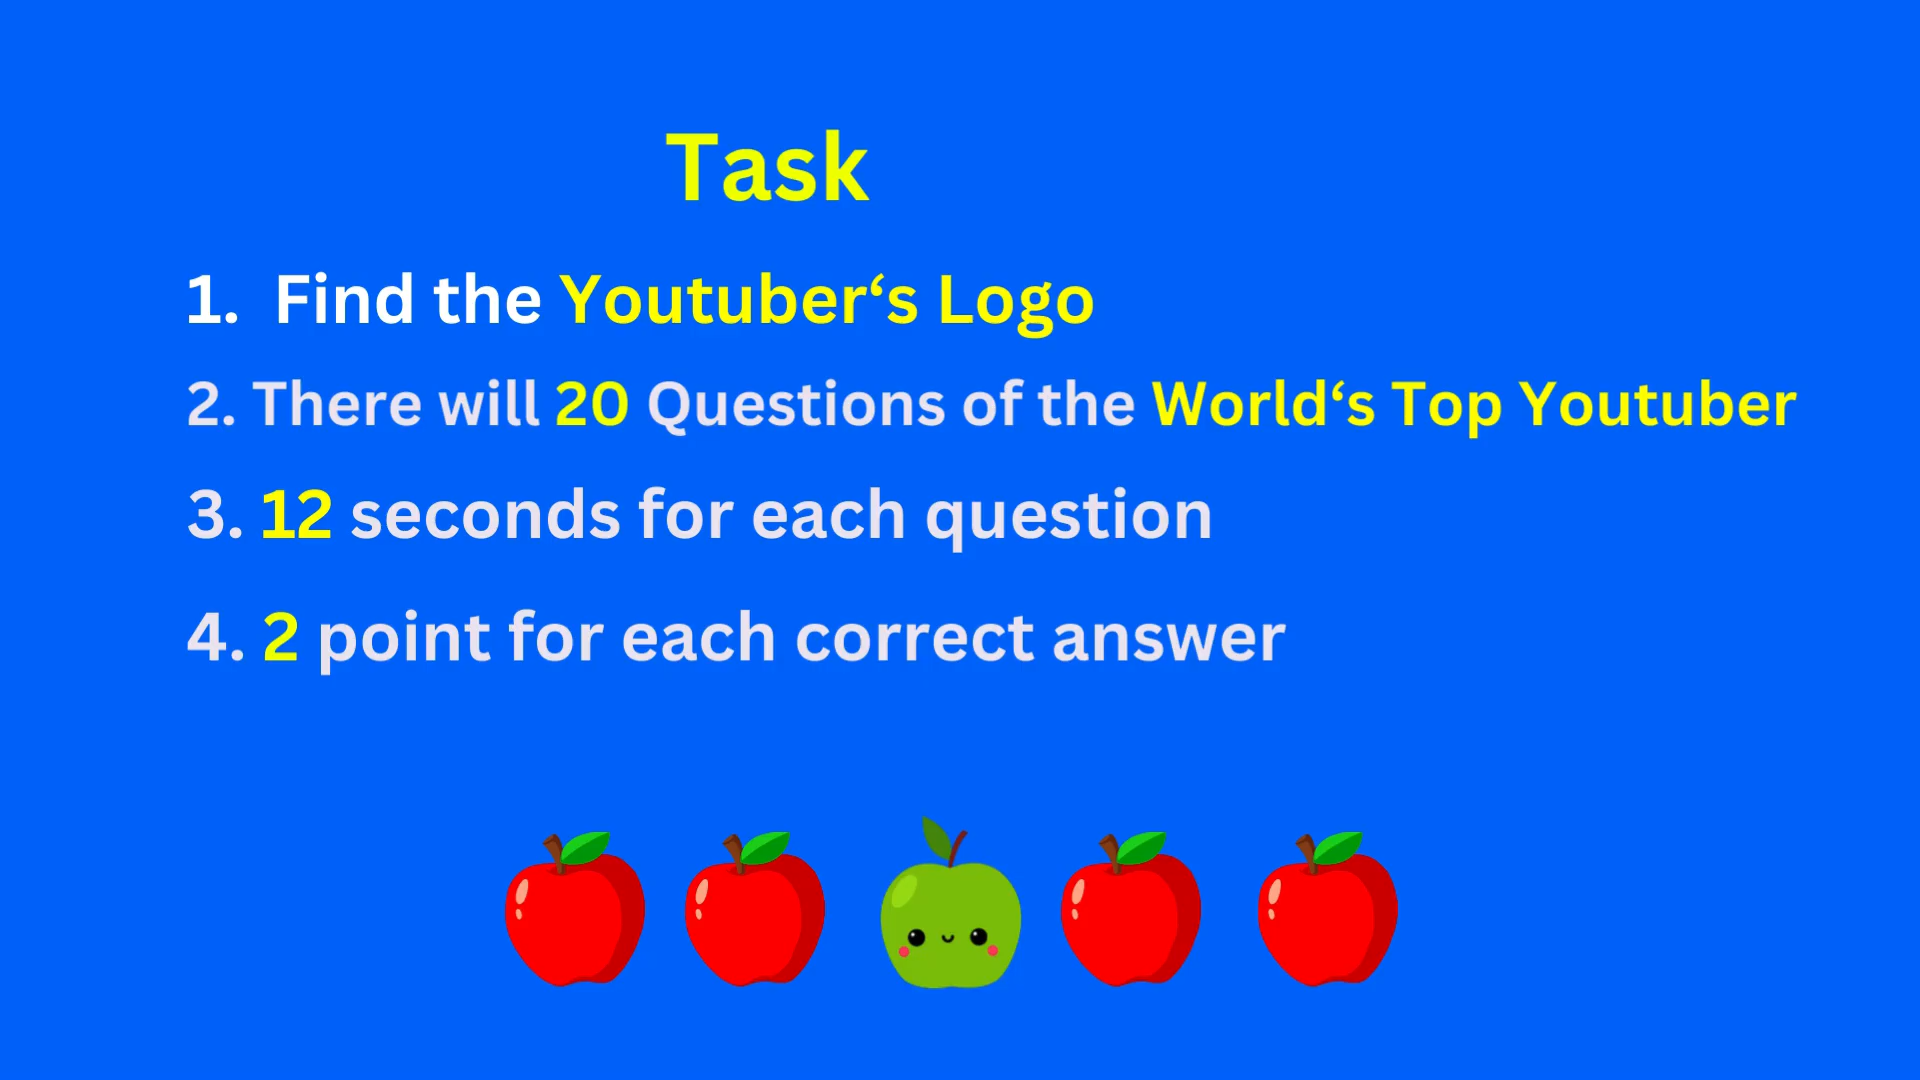 Task
1. Find the Youtuber‘s Logo
2. There will 20 Questions of the World‘s Top Youtuber
3. 12 seconds for each question
4. 2 point for each correct answer